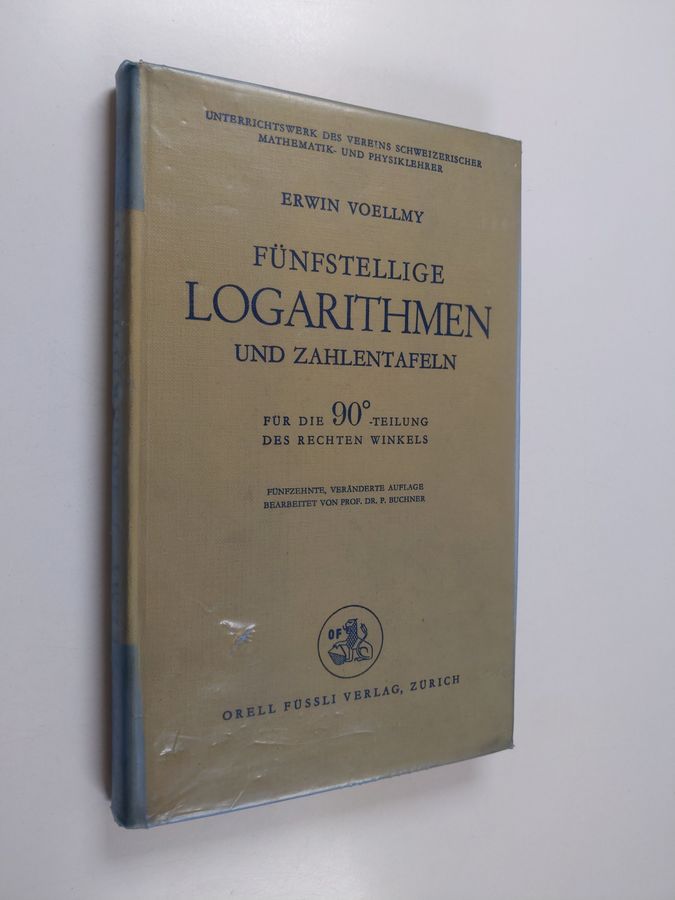 UNTERRICHTSWERK DES VEREINS SCHWEIZERISCHER
MATHEMATIK- UND PHYSIKLEHRER
ERWIN VOELLMY
FÜNFSTELLIGE
LOGARITHMEN
UND ZAHLENTAFELN
FÜR DIE 90°-TEILUNG
DES RECHTEN WINKELS
FÜNFZEHNTE, VERÄNDERTE AUFLAGE
BEARBEITET VON PROF. DR. P. BUCHNER
OF
ORELL FÜSSLI VERLAG, ZÜRICH